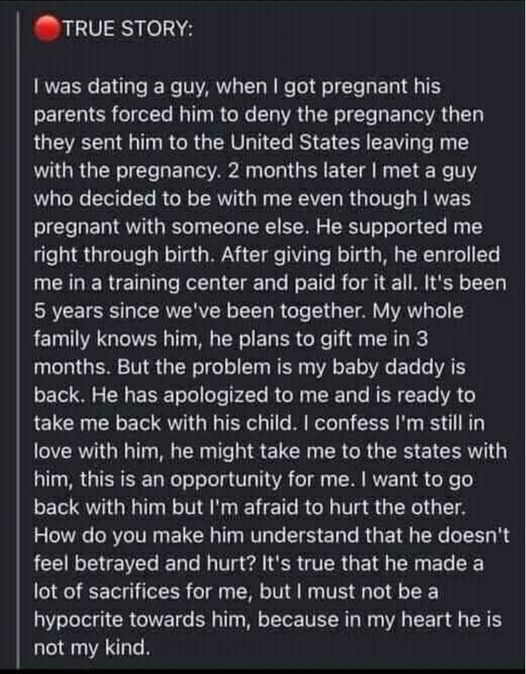 🔴TRUE STORY:
I was dating a guy, when I got pregnant his
parents forced him to deny the pregnancy then
they sent him to the United States leaving me
with the pregnancy. 2 months later I met a guy
who decided to be with me even though I was
pregnant with someone else. He supported me
right through birth. After giving birth, he enrolled
me in a training center and paid for it all. It's been
5 years since we've been together. My whole
family knows him, he plans to gift me in 3
months. But the problem is my baby daddy is
back. He has apologized to me and is ready to
take me back with his child. I confess I'm still in
love with him, he might take me to the states with
him, this is an opportunity for me. I want to go
back with him but I'm afraid to hurt the other.
How do you make him understand that he doesn't
feel betrayed and hurt? It's true that he made a
lot of sacrifices for me, but I must not be a
hypocrite towards him, because in my heart he is
not my kind.